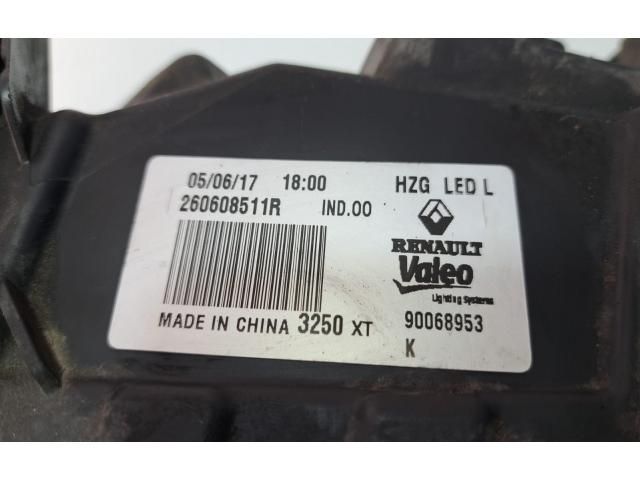 05/06/17 18:00 HZG LED L
260608511R IND.00
RENAULT
Valeo
Lighting Systems
MADE IN CHINA 3250 XT 90068953
K